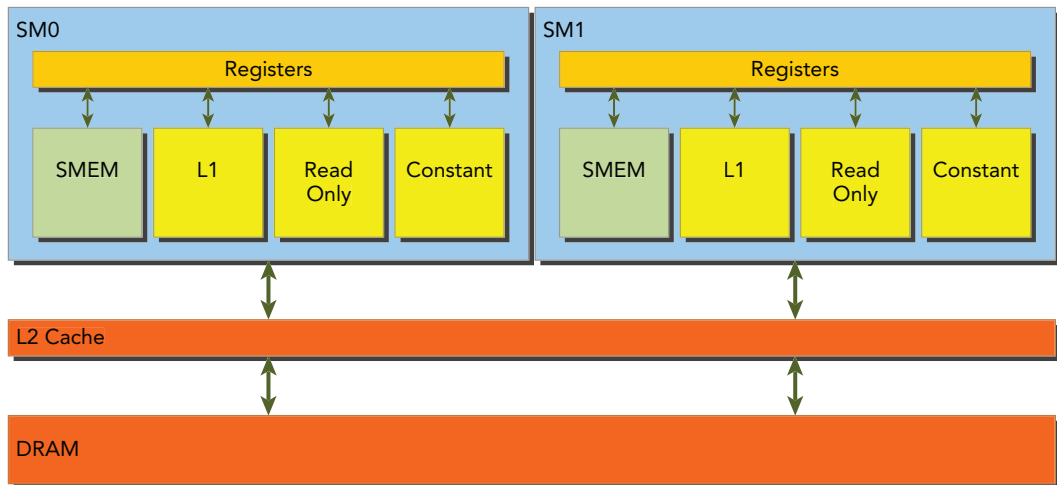 SM0
Registers
SMEM
L1
Read
Only
Constant
SM1
Registers
SMEM
L1
Read
Only
Constant
L2 Cache
DRAM